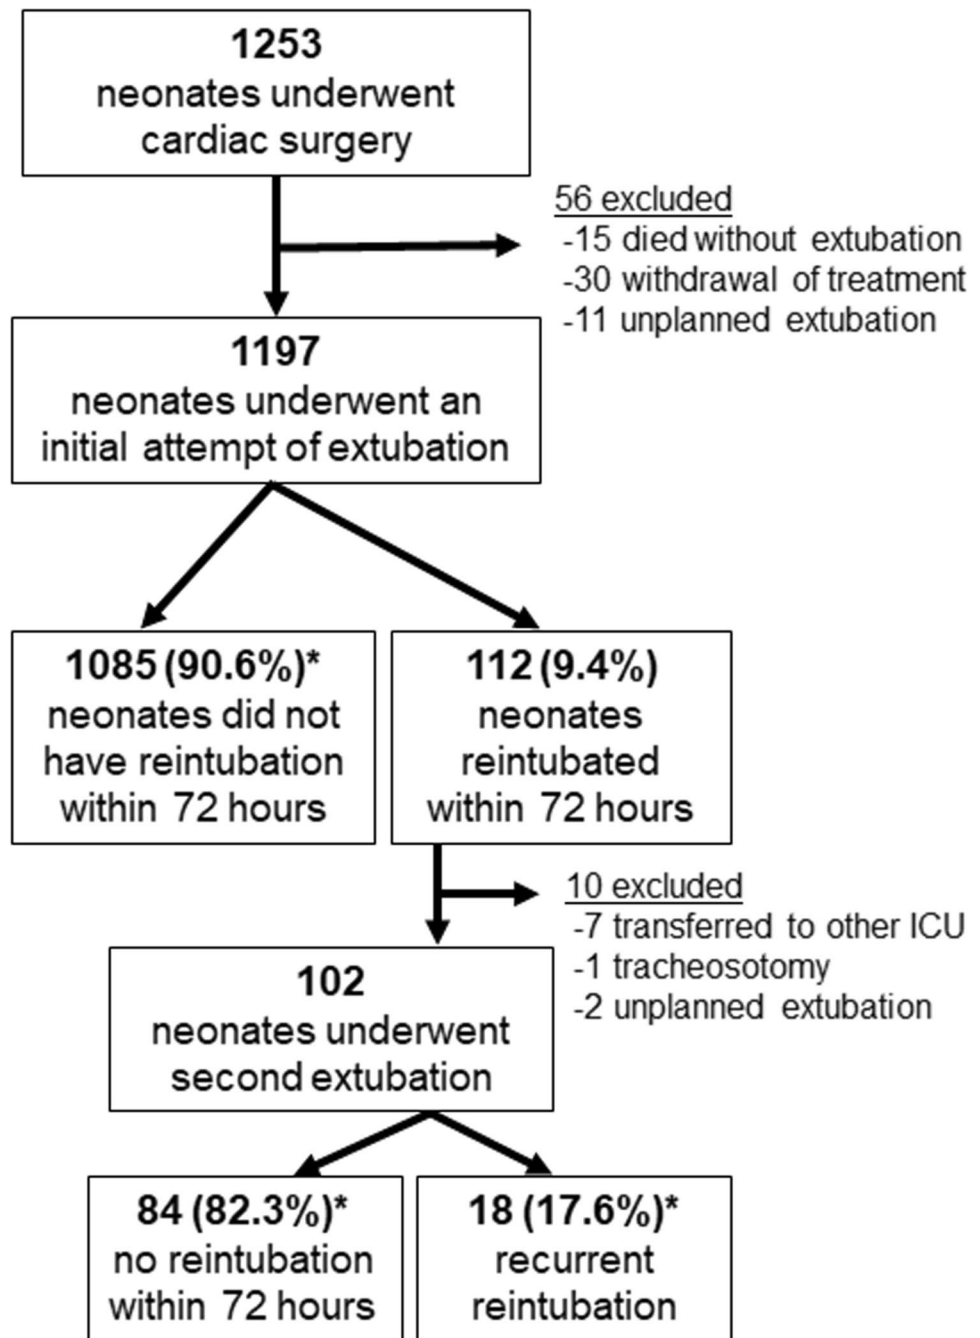 1253
neonates underwent
cardiac surgery
56 excluded
-15 died without extubation
-30 withdrawal of treatment
-11 unplanned extubation
1197
neonates underwent an
initial attempt of extubation
1085 (90.6%)*
neonates did not
have reintubation
within 72 hours
112 (9.4%)
neonates
reintubated
within 72 hours
10 excluded
-7 transferred to other ICU
-1 tracheosotomy
-2 unplanned extubation
102
neonates underwent
second extubation
84 (82.3%)*
no reintubation
within 72 hours
18 (17.6%)*
recurrent
reintubation